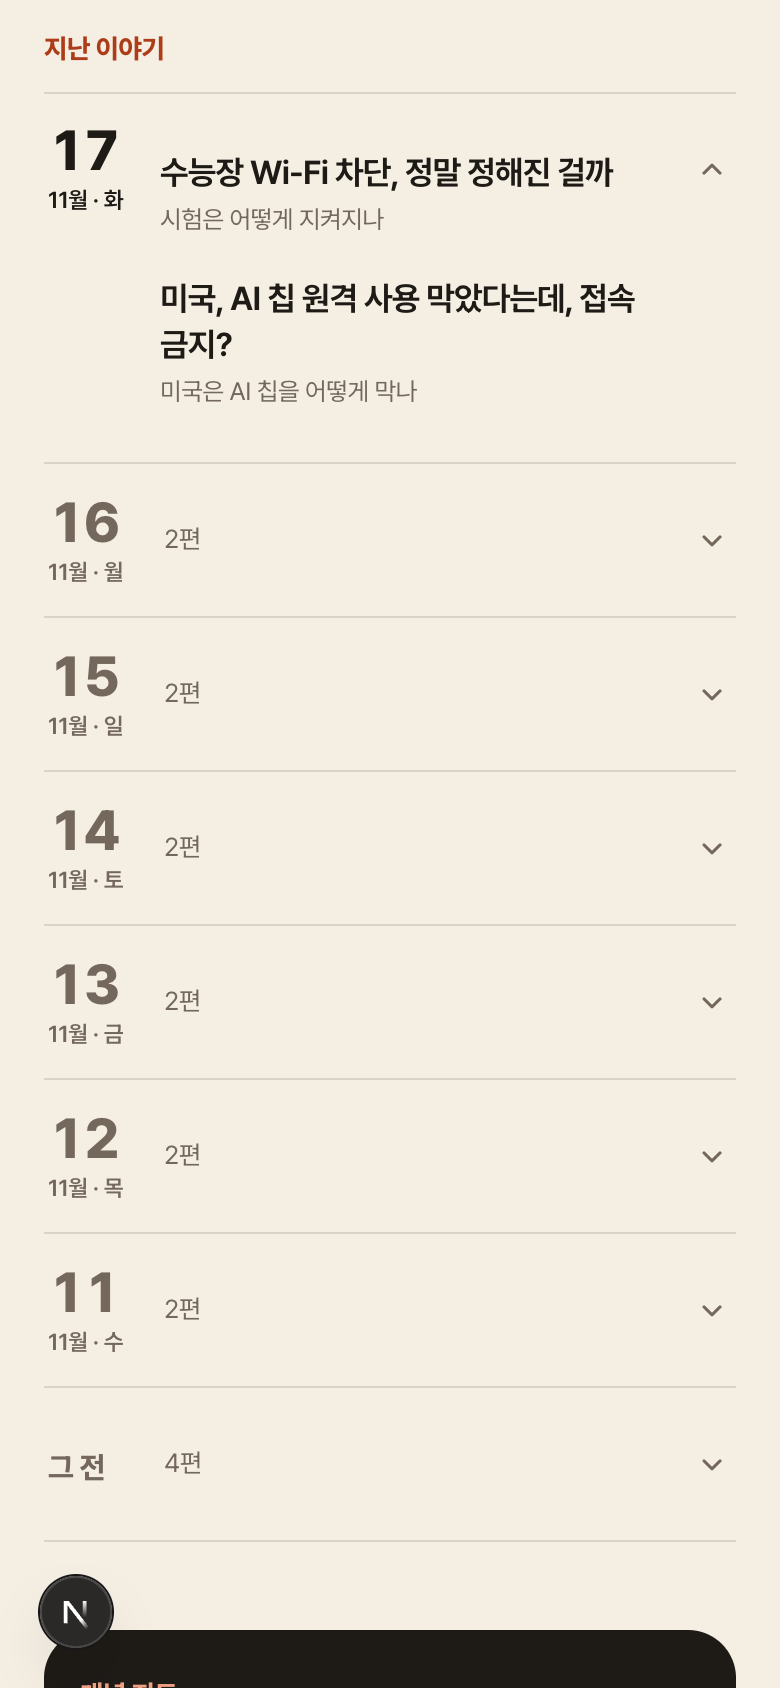 지난 이야기
17
11월 · 화
수능장 Wi-Fi 차단, 정말 정해진 걸까
시험은 어떻게 지켜지나
미국, AI 칩 원격 사용 막았다는데, 접속
금지?
미국은 AI 칩을 어떻게 막나
16
11월 · 월
2편
15
11월 · 일
2편
14
11월 · 토
2편
13
11월 · 금
2편
12
11월 · 목
2편
11
11월 · 수
2편
그 전
4편
N